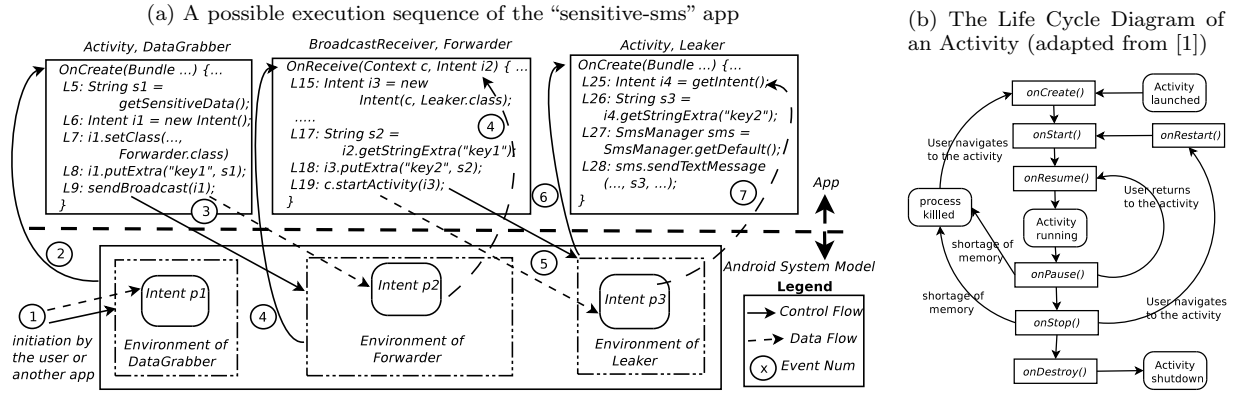 (a) A possible execution sequence of the “sensitive-sms” app
Activity, DataGrabber
OnCreate(Bundle ...) {...
L5: String s1 =
getSensitiveData();
L6: Intent i1 = new Intent();
L7: i1.setClass(...,
Forwarder.class)
L8: i1.putExtra("key1", s1);
L9: sendBroadcast(i1);
}
BroadcastReceiver, Forwarder
OnReceive(Context c, Intent i2) { ...
L15: Intent i3 = new
Intent(c, Leaker.class);
.....
L17: String s2 =
i2.getStringExtra("key1");
L18: i3.putExtra("key2", s2);
L19: c.startActivity(i3);
}
Activity, Leaker
OnCreate(Bundle ...) {...
L25: Intent i4 = getIntent();
L26: String s3 =
i4.getStringExtra("key2");
L27: SmsManager sms =
SmsManager.getDefault();
L28: sms.sendTextMessage
(..., s3, ...);
}
4
3
6
7
App
2
5
Android System Model
1
initiation by
the user or
another app
Intent p1
Environment of
DataGrabber
4
Intent p2
Environment of
Forwarder
Intent p3
Environment of
Leaker
Legend
Control Flow
Data Flow
x Event Num
(b) The Life Cycle Diagram of
an Activity (adapted from [1])
onCreate()
Activity
launched
onStart()
onRestart()
User navigates
to the activity
onResume()
User returns
to the activity
process
killled
Activity
running
shortage of
memory
onPause()
shortage of
memory
User navigates
to the activity
onStop()
onDestroy()
Activity
shutdown